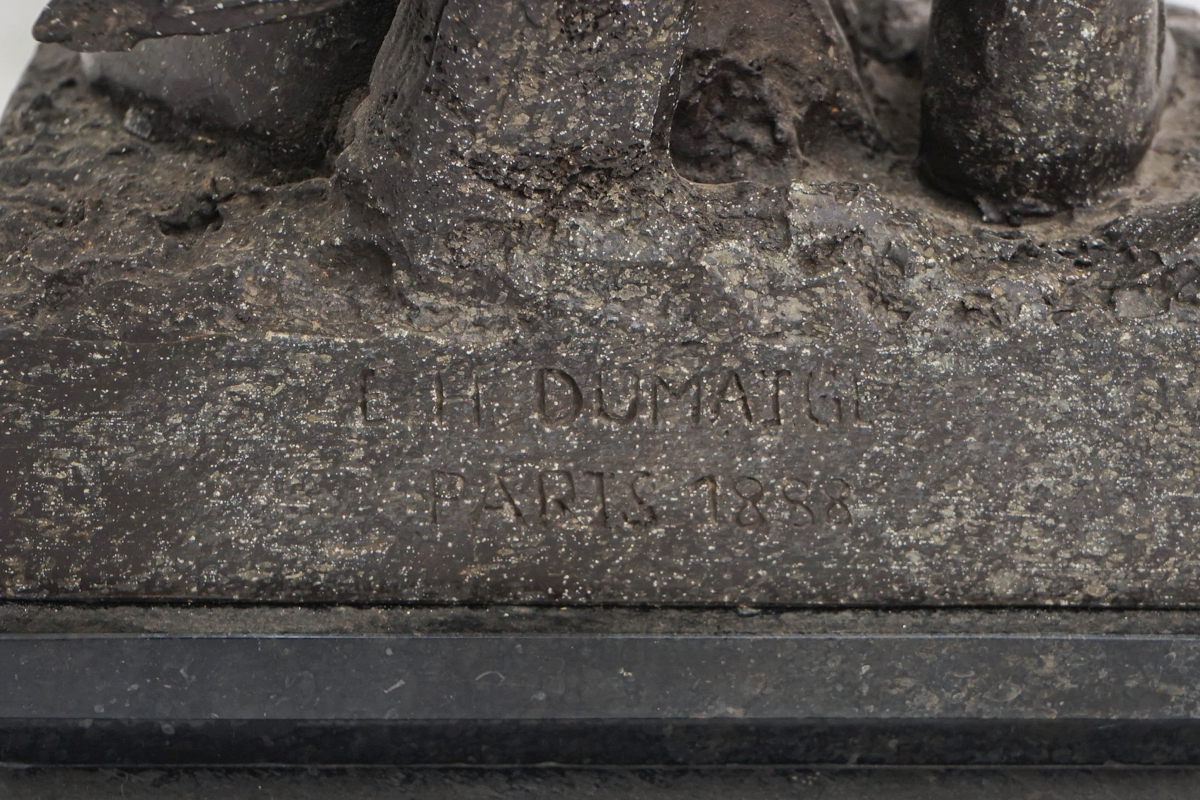 E. H. DUMAIGE
PARIS 1888